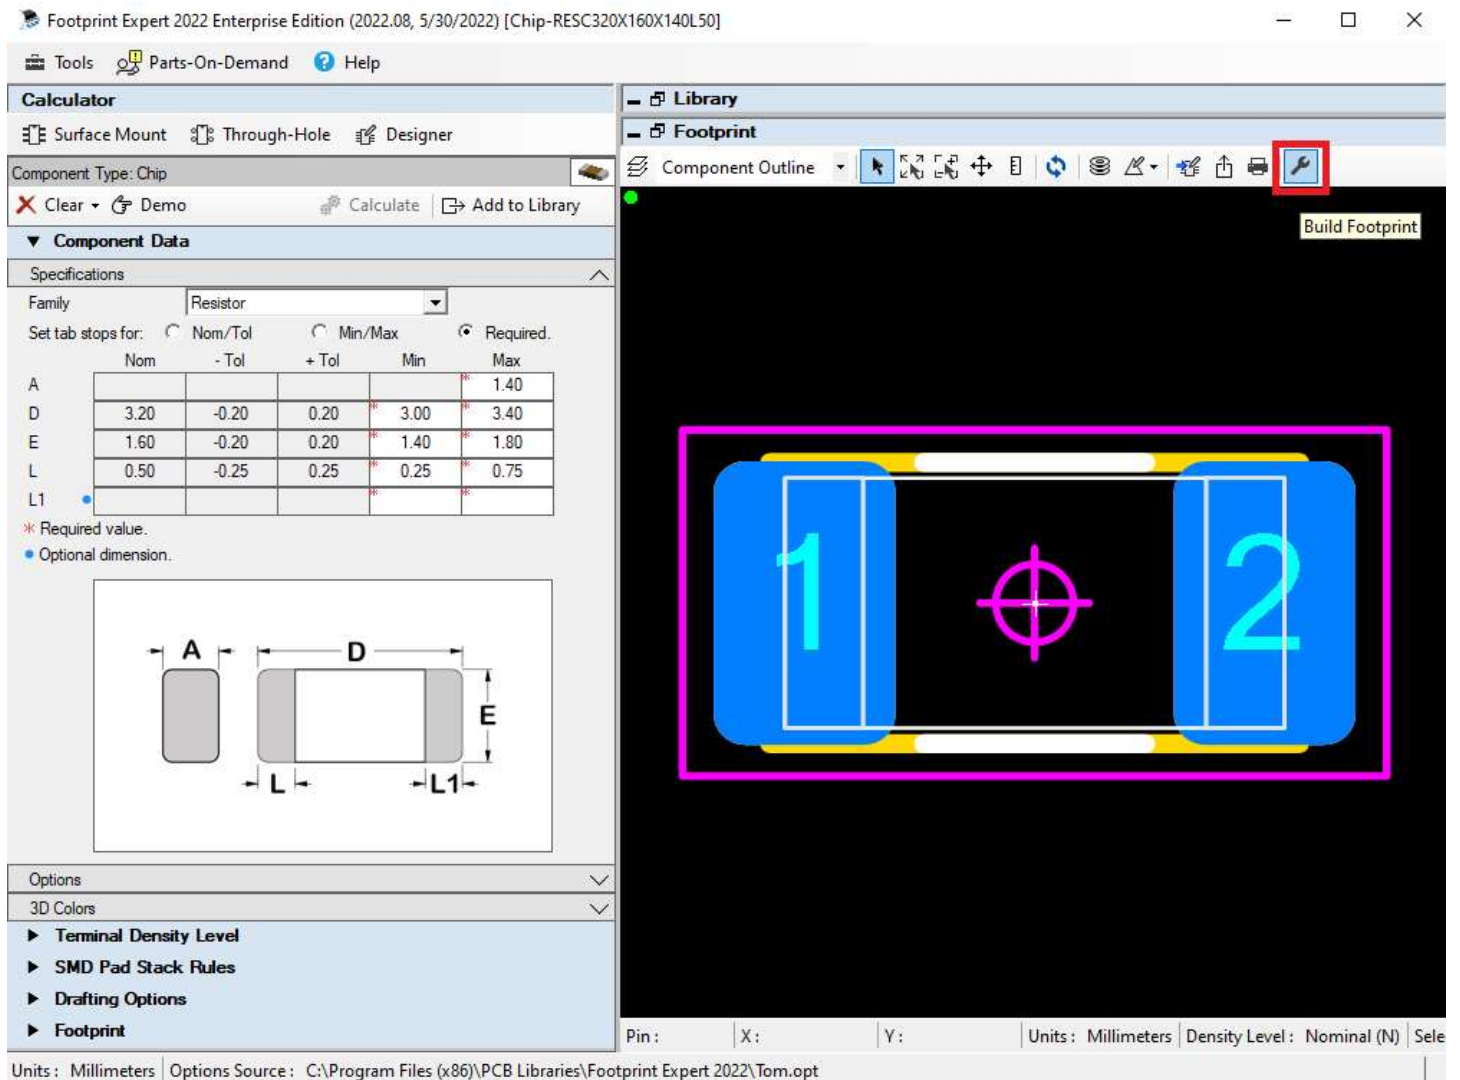 Footprint Expert 2022 Enterprise Edition (2022.08, 5/30/2022) [Chip-RESC320X160X140L50]
Tools Parts-On-Demand Help
Calculator
Surface Mount Through-Hole Designer
Component Type: Chip
Clear Demo Calculate Add to Library
Component Data
Specifications
Family Resistor
Set tab stops for: Nom/Tol Min/Max Required.
Nom - Tol + Tol Min Max
A * 1.40
D 3.20 -0.20 0.20 * 3.00 * 3.40
E 1.60 -0.20 0.20 * 1.40 * 1.80
L 0.50 -0.25 0.25 * 0.25 * 0.75
L1 * *
* Required value.
Optional dimension.
A D
E
L L1
Options
3D Colors
Terminal Density Level
SMD Pad Stack Rules
Drafting Options
Footprint
Library
Footprint
Component Outline
Build Footprint
1 2
Pin : X : Y : Units : Millimeters Density Level : Nominal (N) Sele
Units : Millimeters Options Source : C:\Program Files (x86)\PCB Libraries\Footprint Expert 2022\Tom.opt